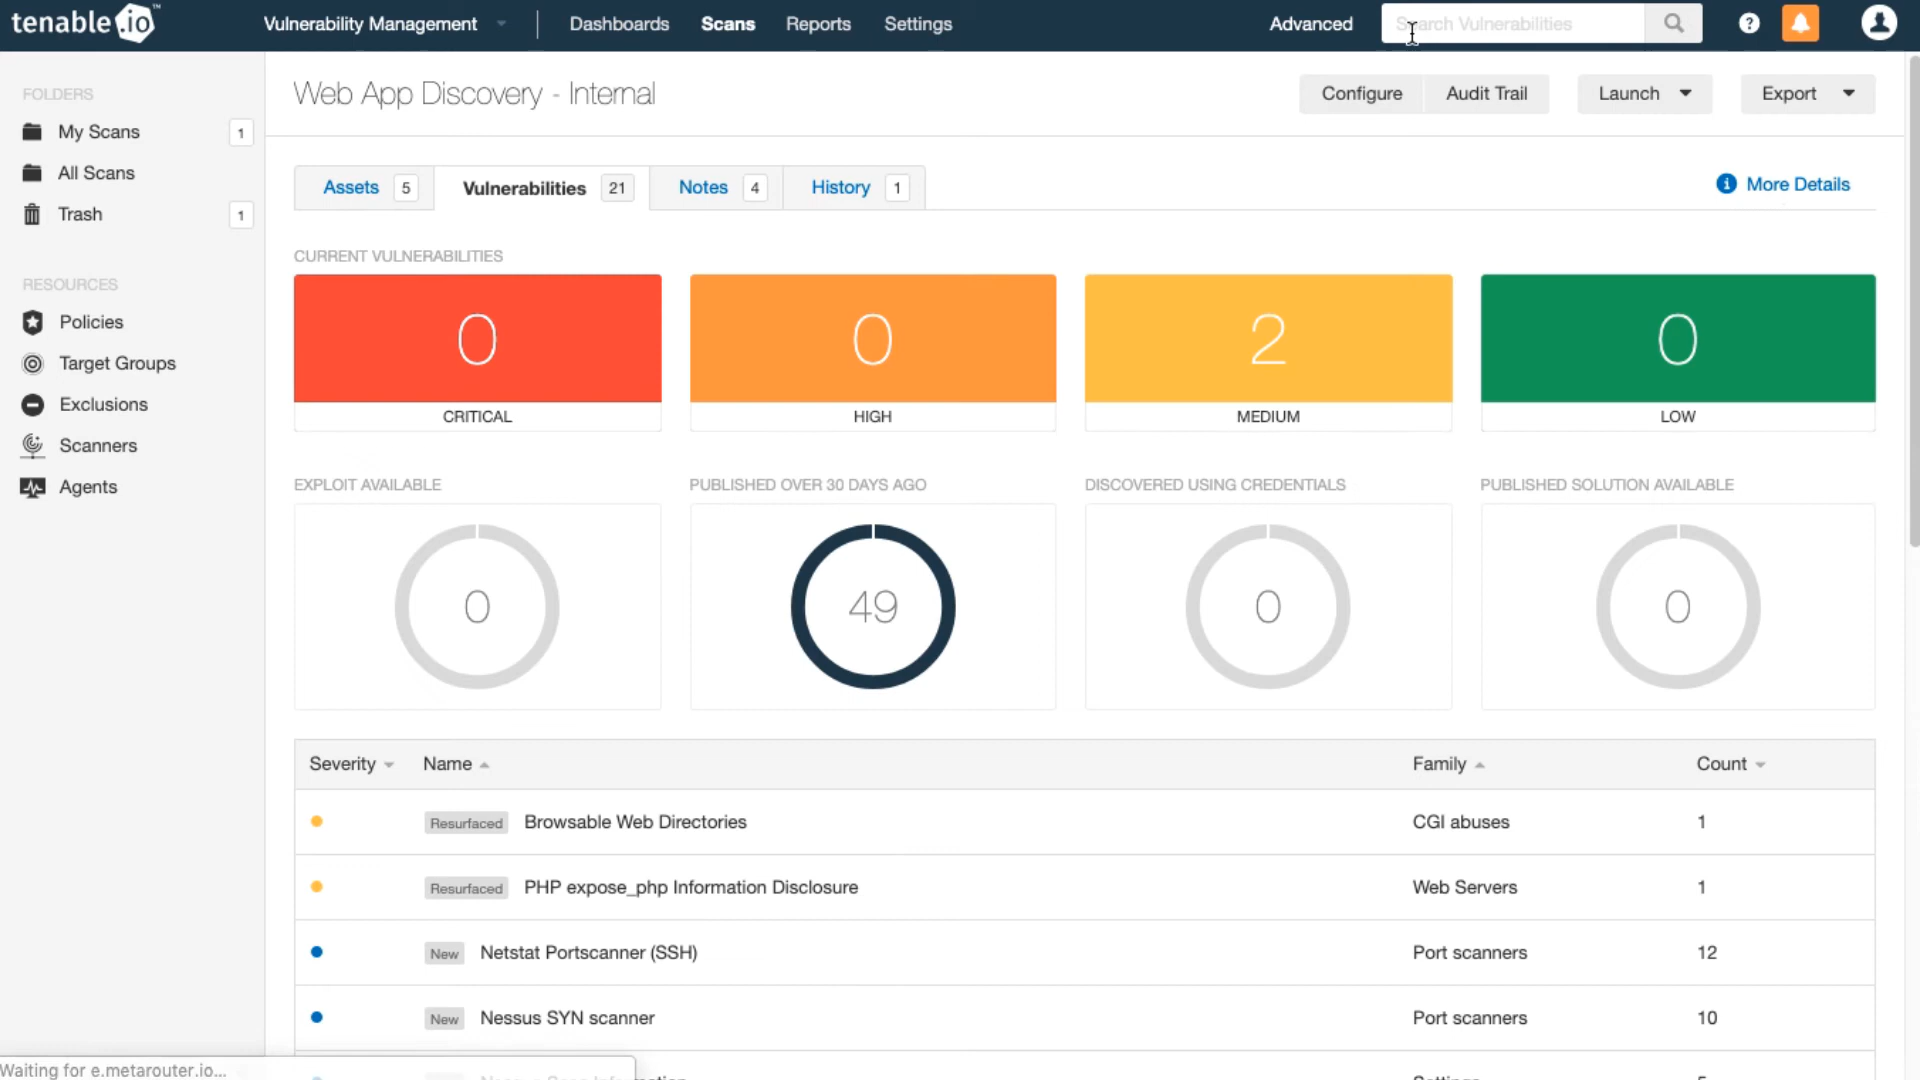 tenable.io™
Vulnerability Management
Dashboards
Scans
Reports
Settings
Advanced
Search Vulnerabilities
FOLDERS
My Scans 1
All Scans
Trash 1
RESOURCES
Policies
Target Groups
Exclusions
Scanners
Agents
Web App Discovery - Internal
Configure
Audit Trail
Launch
Export
Assets 5
Vulnerabilities 21
Notes 4
History 1
More Details
CURRENT VULNERABILITIES
0
CRITICAL
0
HIGH
2
MEDIUM
0
LOW
EXPLOIT AVAILABLE
0
PUBLISHED OVER 30 DAYS AGO
49
DISCOVERED USING CREDENTIALS
0
PUBLISHED SOLUTION AVAILABLE
0
Severity Name Family Count
Resurfaced Browsable Web Directories CGI abuses 1
Resurfaced PHP expose_php Information Disclosure Web Servers 1
New Netstat Portscanner (SSH) Port scanners 12
New Nessus SYN scanner Port scanners 10
Waiting for e.metarouter.io...